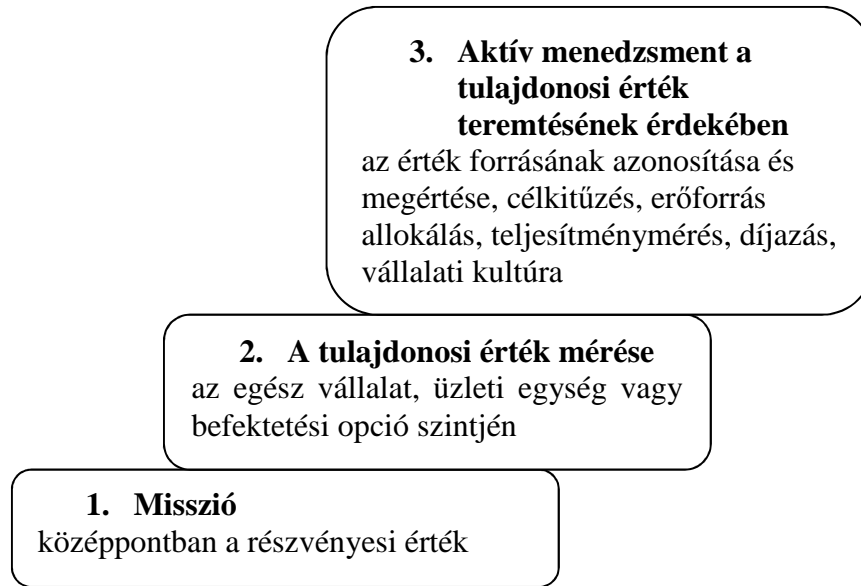 3. Aktív menedzsment a
tulajdonosi érték
teremtésének érdekében
az érték forrásának azonosítása és
megértése, célkitűzés, erőforrás
allokálás, teljesítménymérés, díjazás,
vállalati kultúra
2. A tulajdonosi érték mérése
az egész vállalat, üzleti egység vagy
befektetési opció szintjén
1. Misszió
középpontban a részvényesi érték